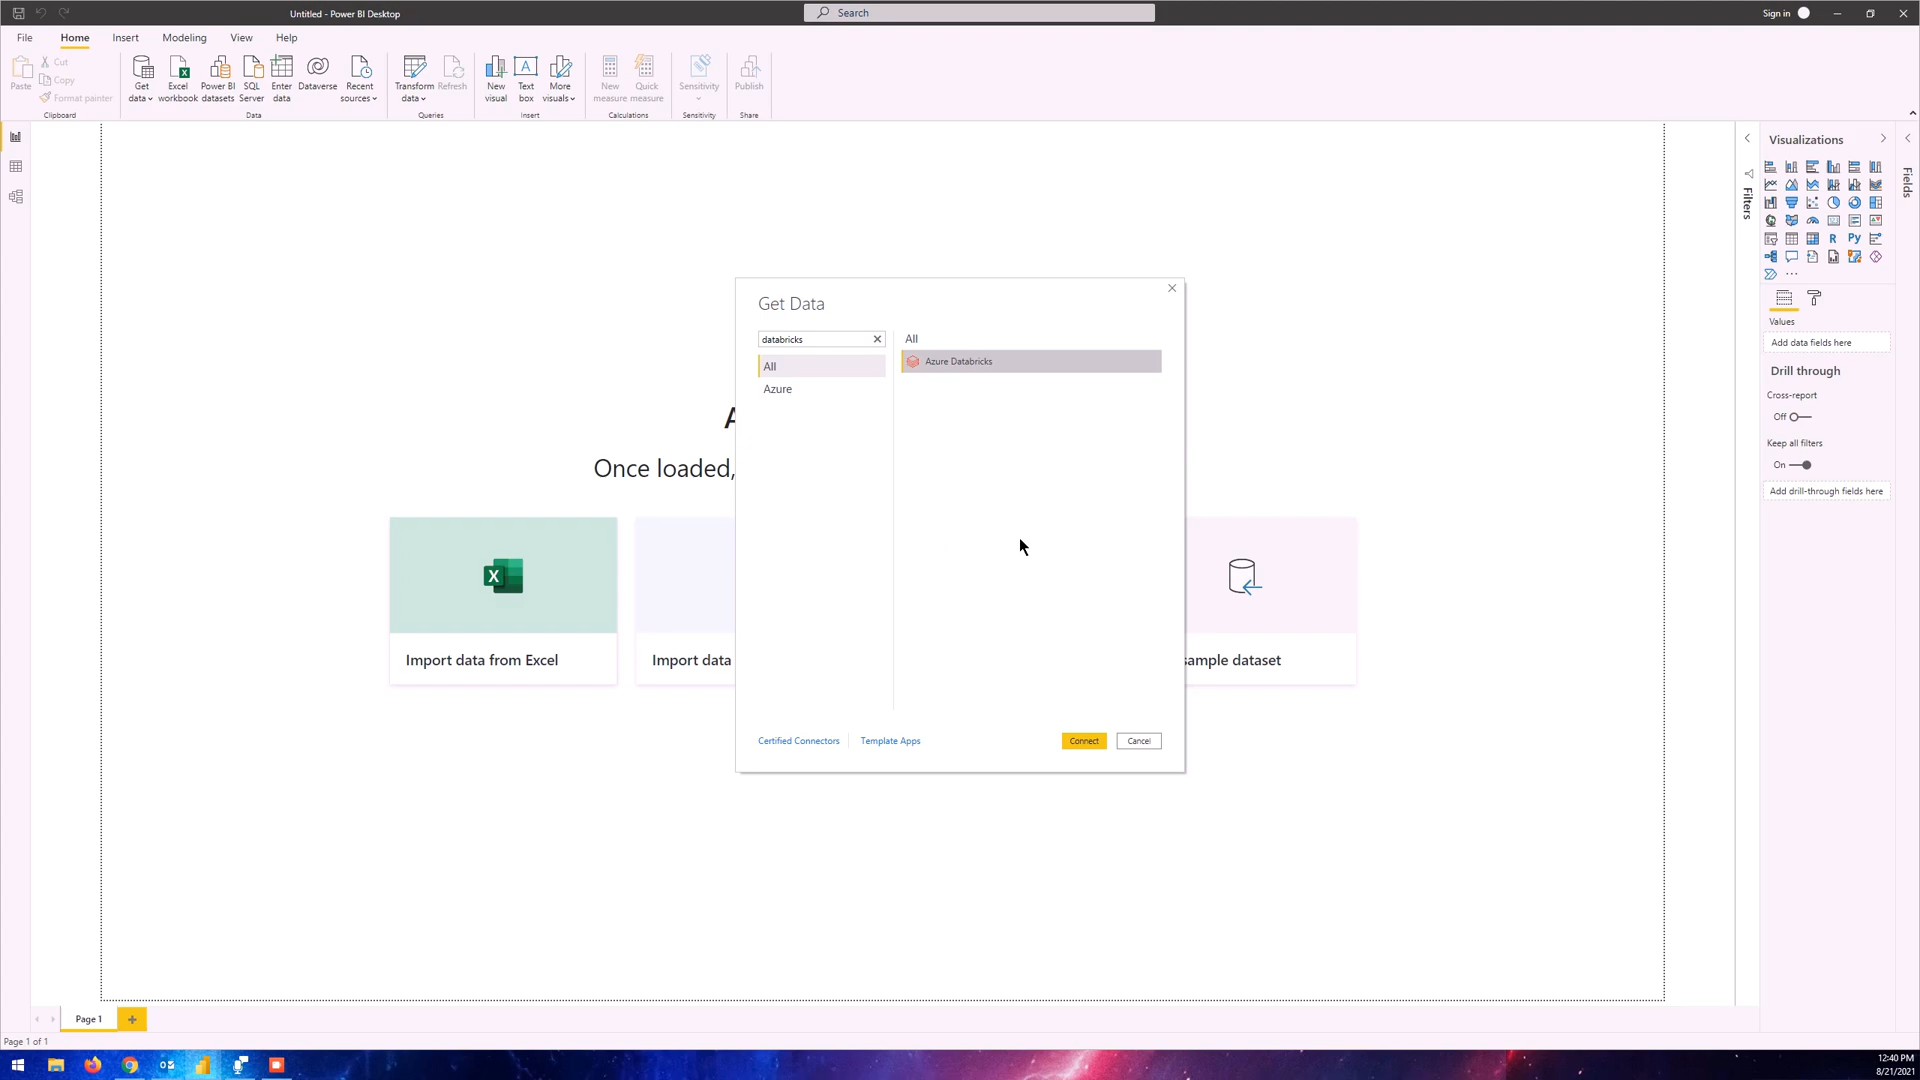 Untitled - Power BI Desktop
Search
Sign in
File
Home
Insert
Modeling
View
Help
Paste
Cut
Copy
Format painter
Clipboard
Get data
Excel workbook
Power BI datasets
SQL Server
Enter data
Dataverse
Recent sources
Data
Transform data
Refresh
Queries
New visual
Text box
More visuals
Insert
New measure
Quick measure
Calculations
Sensitivity
Sensitivity
Publish
Share
Get Data
databricks
All
Azure
All
Azure Databricks
Certified Connectors
Template Apps
Connect
Cancel
Once loaded,
Import data from Excel
Import data
sample dataset
Filters
Visualizations
Fields
R
Py
Values
Add data fields here
Drill through
Cross-report
Off
Keep all filters
On
Add drill-through fields here
Page 1
Page 1 of 1
12:40 PM
8/21/2021